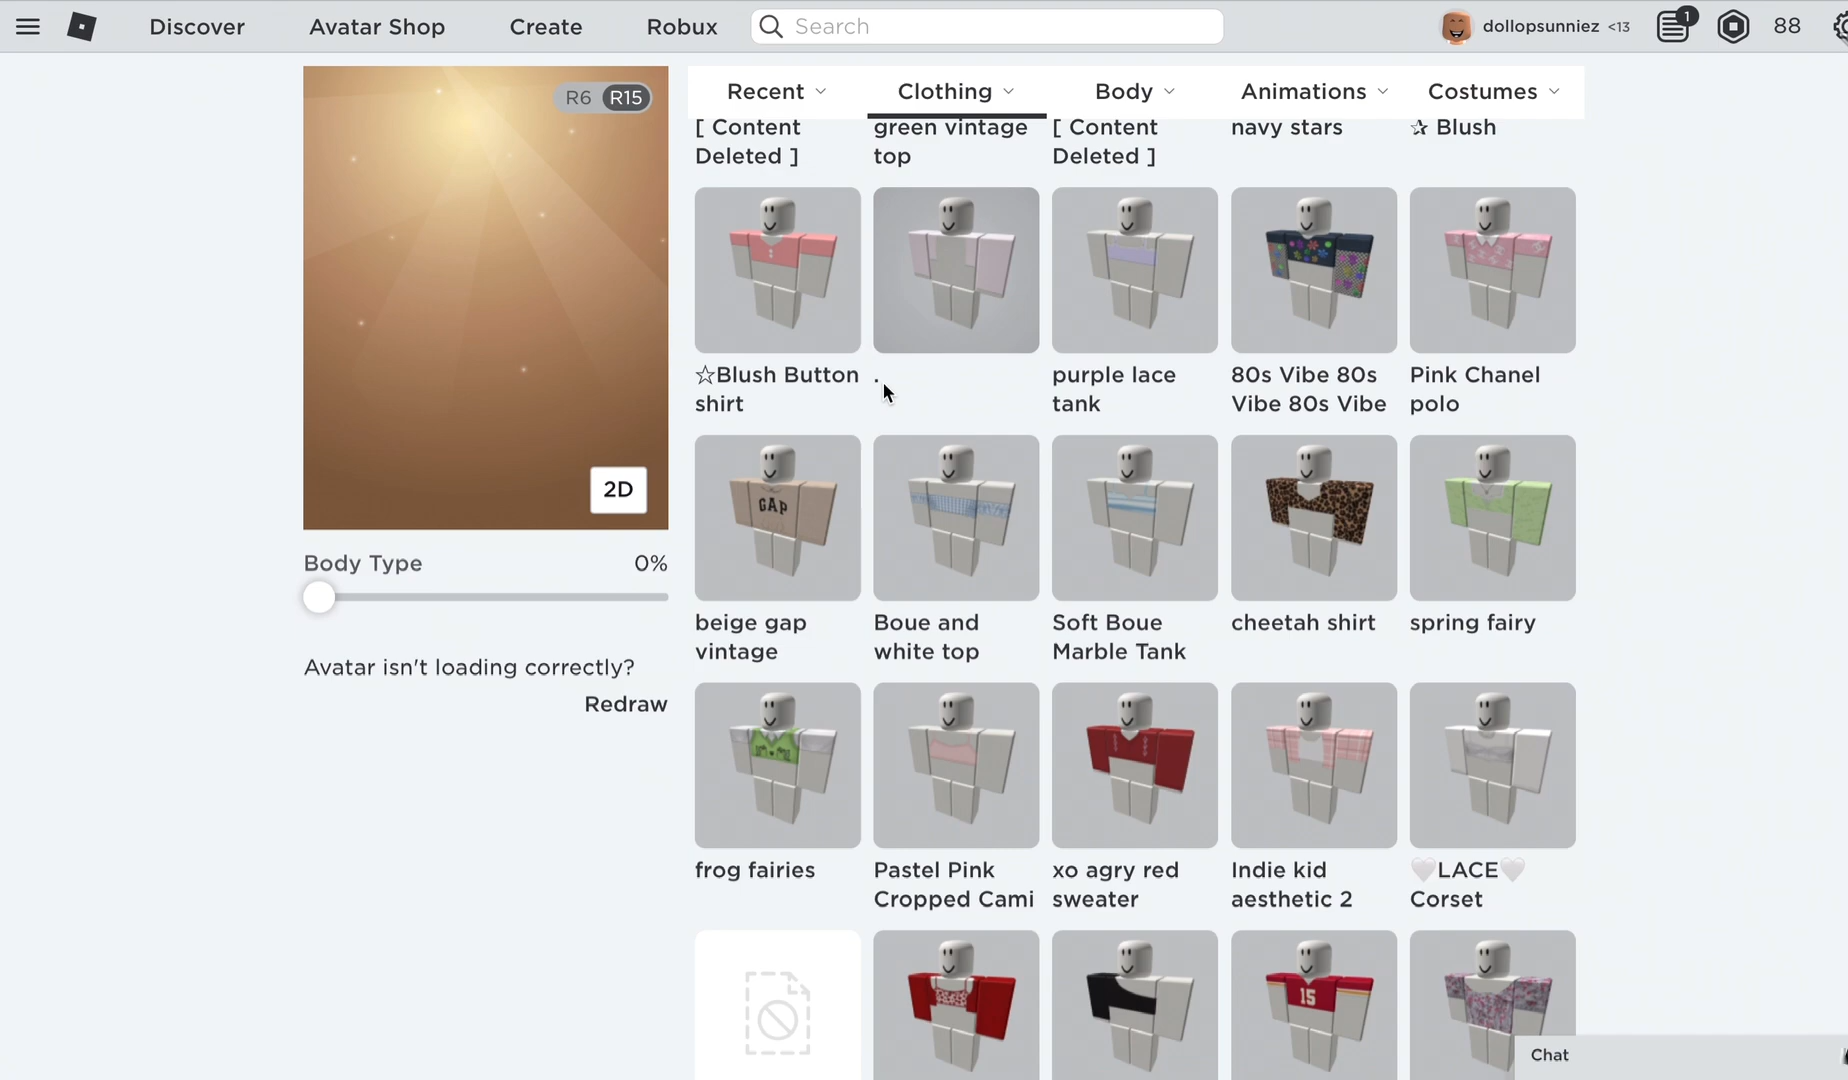 Discover
Avatar Shop
Create
Robux
Search
dollopsunniez <13
1
88
R6 R15
Recent
Clothing
Body
Animations
Costumes
[ Content
Deleted ]
green vintage
top
[ Content
Deleted ]
navy stars
✰ Blush
☆Blush Button
shirt
.
purple lace
tank
80s Vibe 80s
Vibe 80s Vibe
Pink Chanel
polo
2D
Body Type 0%
Avatar isn't loading correctly?
Redraw
GAP
beige gap
vintage
Boue and
white top
Soft Boue
Marble Tank
cheetah shirt
spring fairy
frog fairies
Pastel Pink
Cropped Cami
xo agry red
sweater
Indie kid
aesthetic 2
🤍LACE🤍
Corset
15
Chat